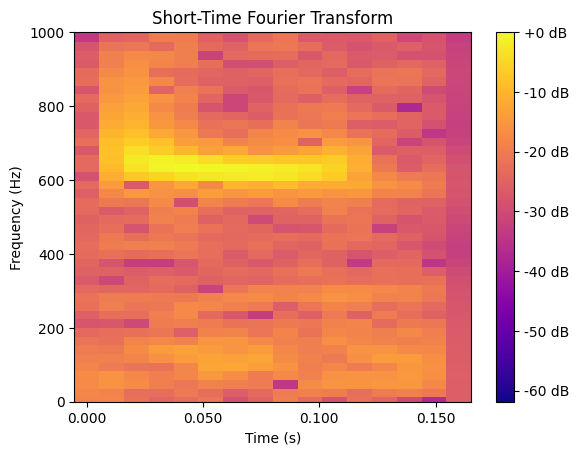 Short-Time Fourier Transform
1000
800
600
400
200
0
Frequency (Hz)
0.000
0.050
0.100
0.150
Time (s)
+0 dB
-10 dB
-20 dB
-30 dB
-40 dB
-50 dB
-60 dB